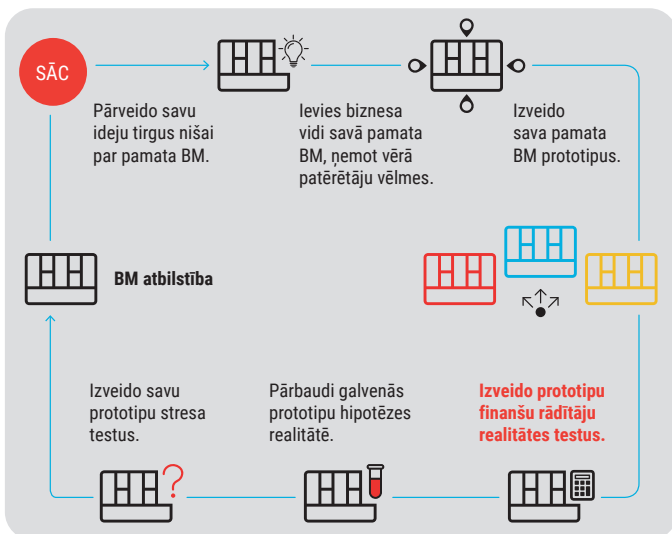 SĀC
Pārveido savu
ideju tirgus nišai
par pamata BM.
Ievies biznesa
vidi savā pamata
BM, ņemot vērā
patērētāju vēlmes.
Izveido
sava pamata
BM prototipus.
BM atbilstība
Izveido savu
prototipu stresa
testus.
Pārbaudi galvenās
prototipu hipotēzes
realitātē.
Izveido prototipu
finanšu rādītāju
realitātes testus.
?